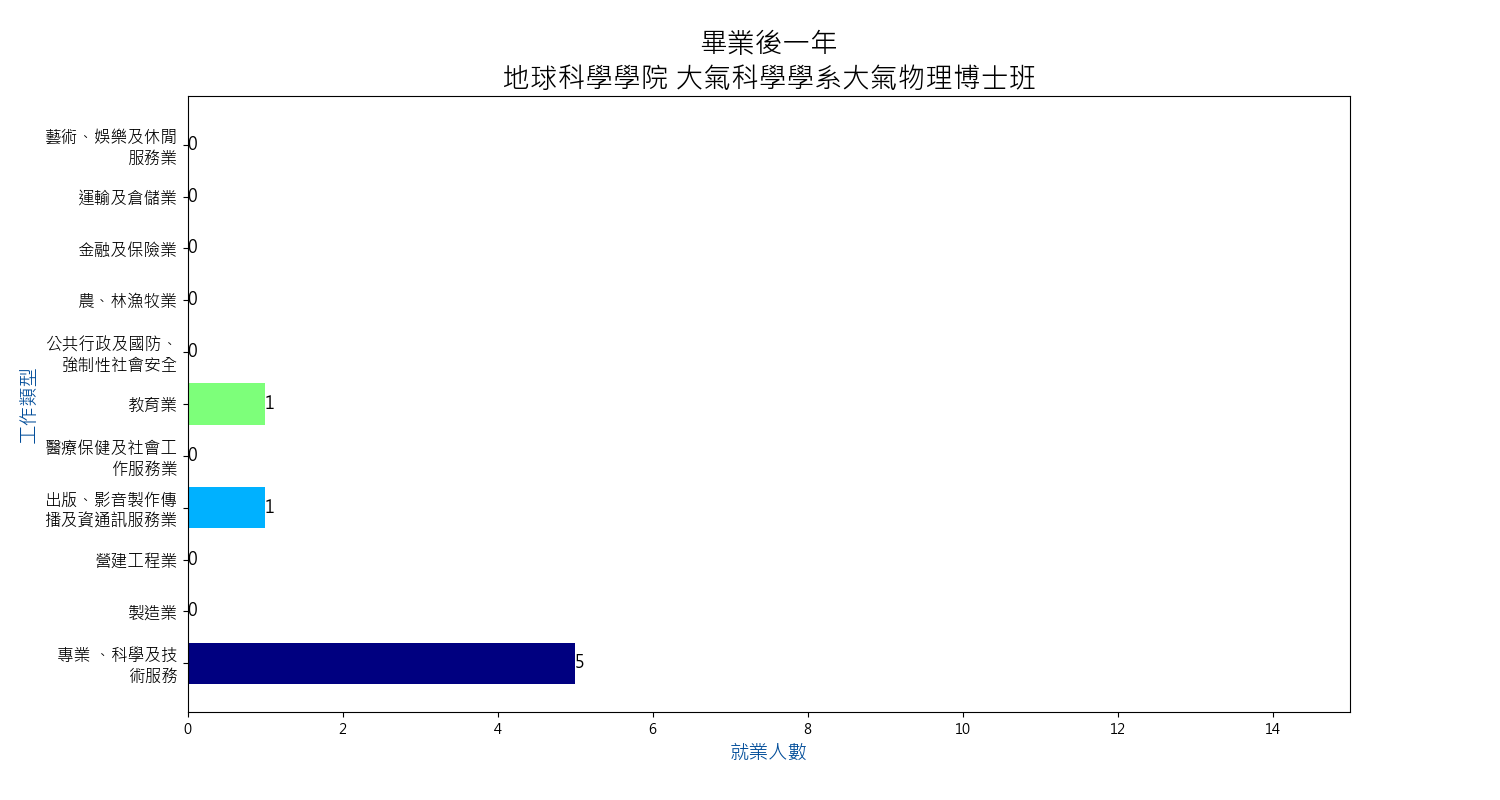 畢業後一年
地球科學學院 大氣科學學系大氣物理博士班
藝術、娛樂及休閒
服務業
0
運輸及倉儲業
0
金融及保險業
0
農、林漁牧業
0
公共行政及國防、
強制性社會安全
0
教育業
1
醫療保健及社會工
作服務業
0
出版、影音製作傳
播及資通訊服務業
1
營建工程業
0
製造業
0
專業 、科學及技
術服務
5
工作類型
0 2 4 6 8 10 12 14
就業人數